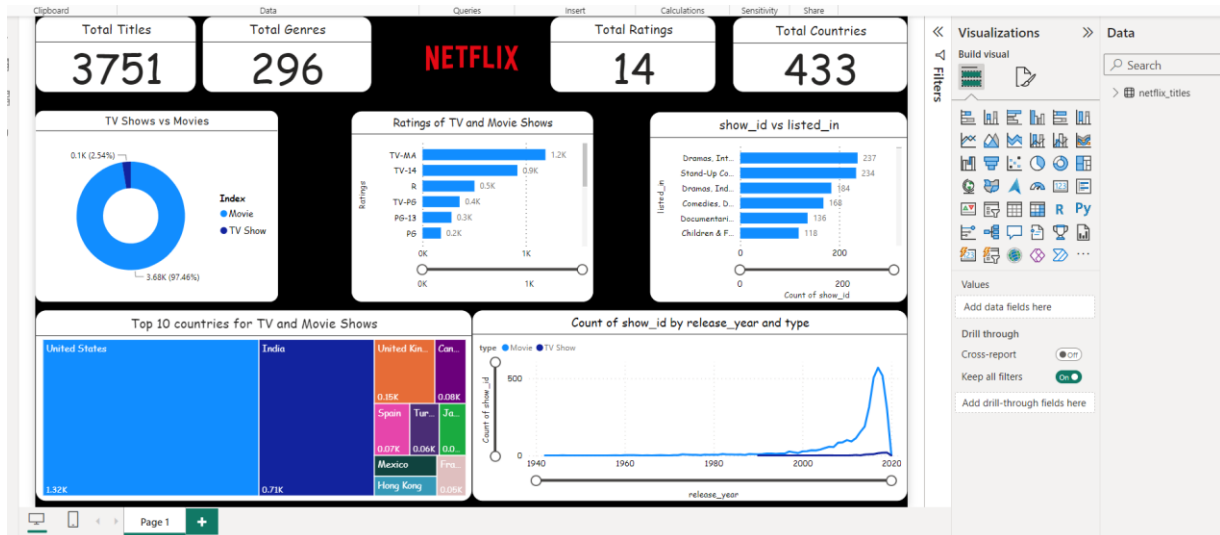 Clipboard
Data
Queries
Insert
Calculations
Sensitivity
Share
Total Titles
3751
Total Genres
296
NETFLIX
Total Ratings
14
Total Countries
433
TV Shows vs Movies
0.1K (2.54%)
3.68K (97.46%)
Index
Movie
TV Show
Ratings of TV and Movie Shows
Ratings
TV-MA
1.2K
TV-14
0.9K
R
0.5K
TV-PG
0.4K
PG-13
0.3K
PG
0.2K
0K
1K
0K
1K
show_id vs listed_in
listed_in
Dramas, Int...
237
Stand-Up Co...
234
Dramas, Ind...
184
Comedies, D...
168
Documentari...
136
Children & F...
118
0
200
0
200
Count of show_id
Top 10 countries for TV and Movie Shows
United States
1.32K
India
0.71K
United Kin...
0.15K
Can...
0.08K
Spain
0.07K
Tur...
0.06K
Ja...
0.0...
Mexico
Hong Kong
Fra...
0.05K
Count of show_id by release_year and type
type
Movie
TV Show
Count of show_id
500
0
1940
1960
1980
2000
2020
release_year
Page 1
Filters
Visualizations
Build visual
R
Py
123
Values
Add data fields here
Drill through
Cross-report
Off
Keep all filters
On
Add drill-through fields here
Data
Search
netflix_titles